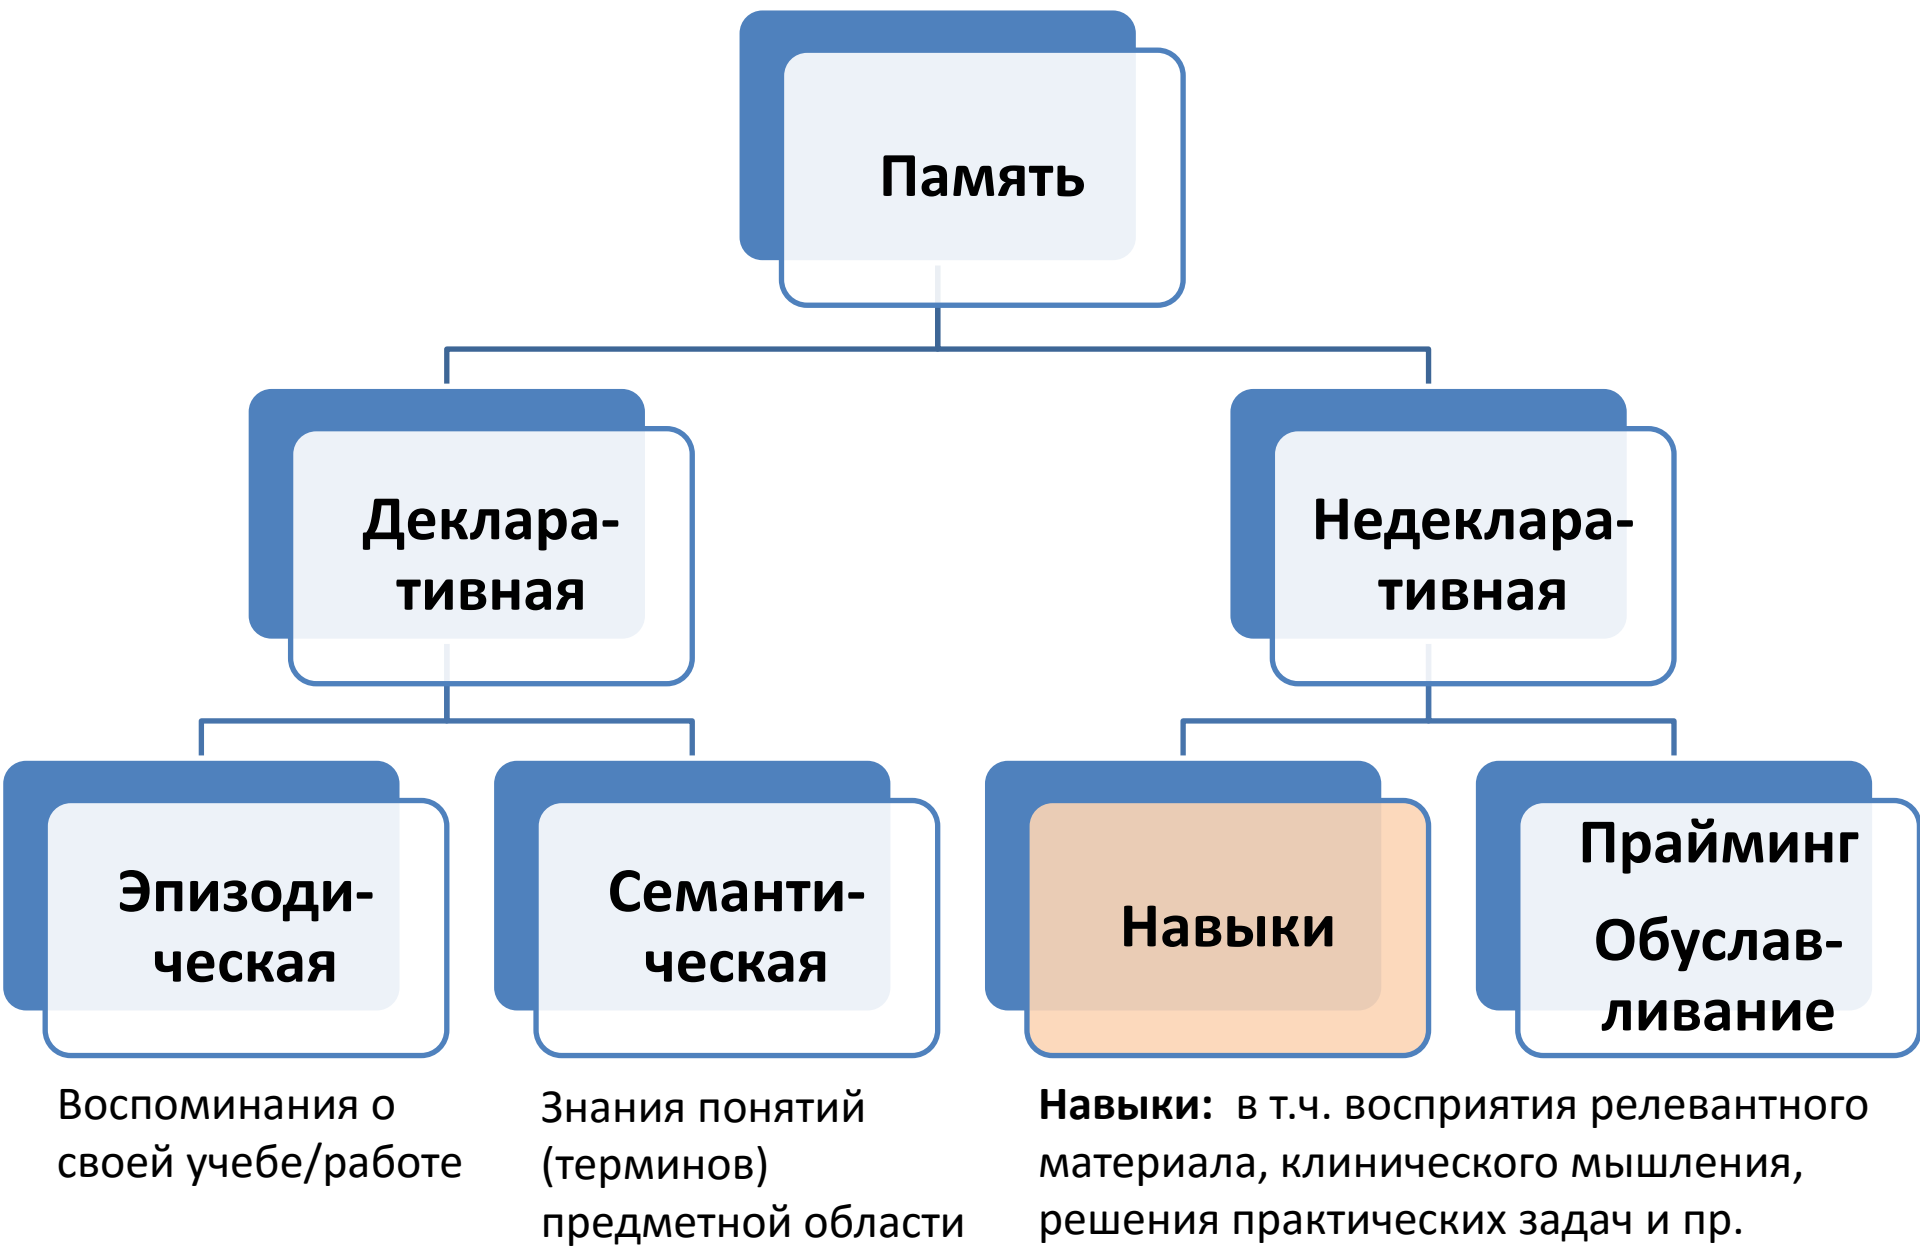 Память
Деклара-
тивная
Недеклара-
тивная
Эпизоди-
ческая
Семанти-
ческая
Навыки
Прайминг
Обуслав-
ливание
Воспоминания о
своей учебе/работе
Знания понятий
(терминов)
предметной области
Навыки: в т.ч. восприятия релевантного
материала, клинического мышления,
решения практических задач и пр.